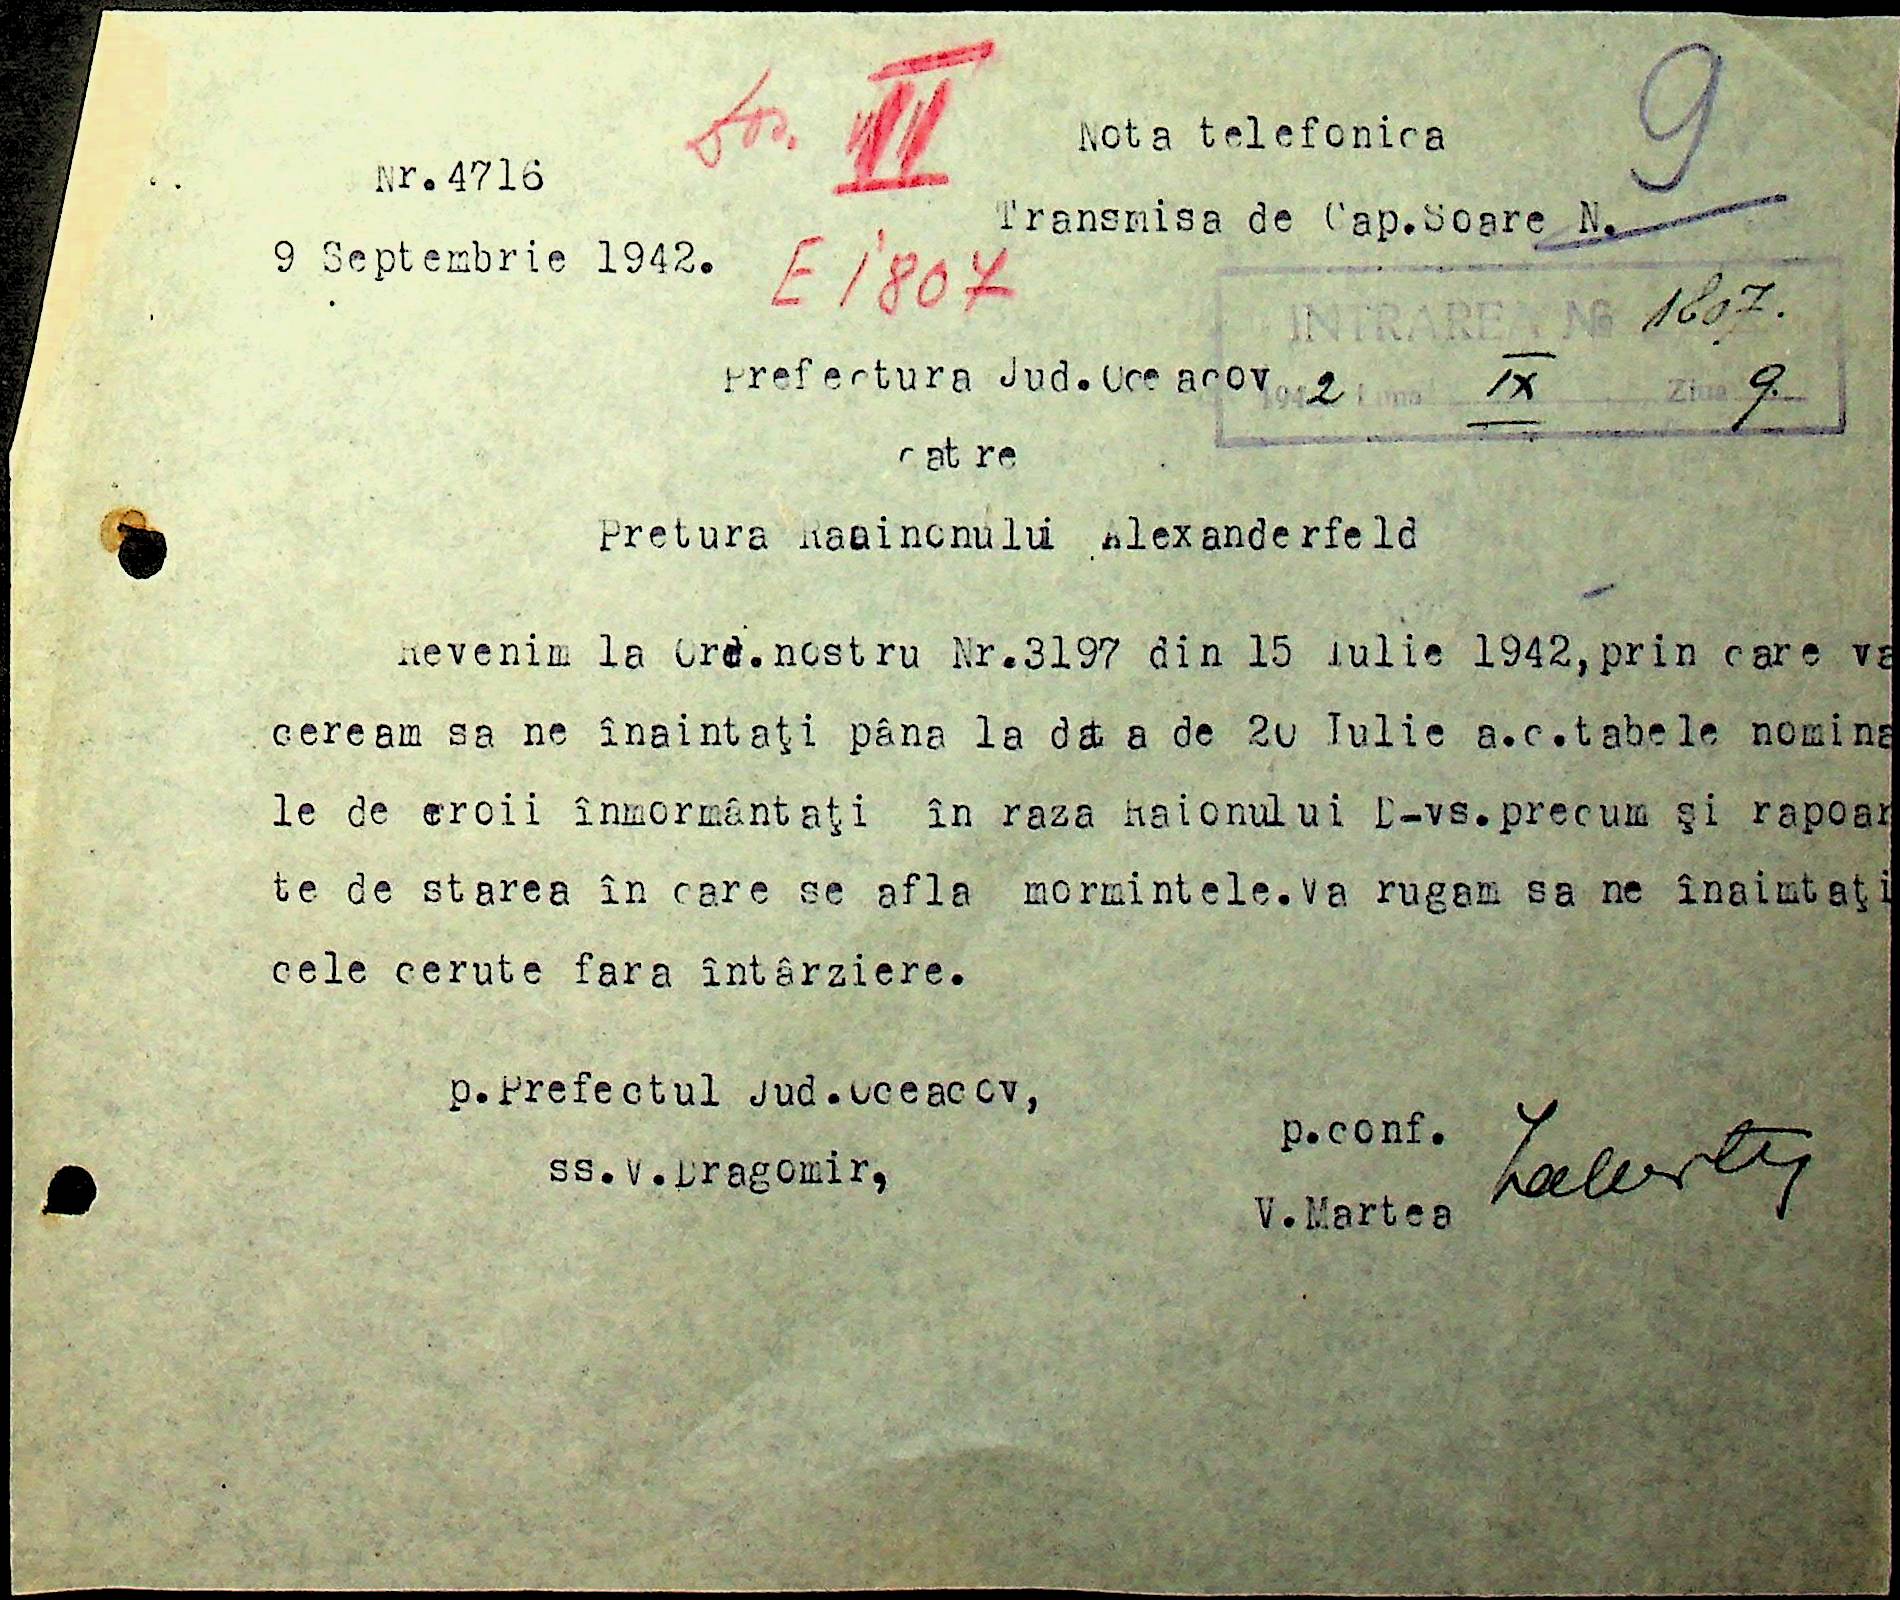 9
Nota telefonica
Nr.4716
Transmisa de Cap.Soare N.
9 Septembrie 1942.
E 1807
INTRAREA № 1807.
1942 Luna IX Ziua 9.
Prefectura Jud.Oceacov
catre
Pretura Raainonului Alexanderfeld
Revenim la Ord.nostru Nr.3197 din 15 Iulie 1942,prin care va
ceream sa ne înaintaţi pâna la data de 20 Iulie a.c.tabele nomina
le de eroii înmormântaţi în raza Raionului D-vs.precum şi rapoar
te de starea în care se afla mormintele.Va rugam sa ne înaimtaţi
cele cerute fara întârziere.
p.Prefectul Jud.Oceacov,
ss.V.Dragomir,
p.conf.
V.Martea